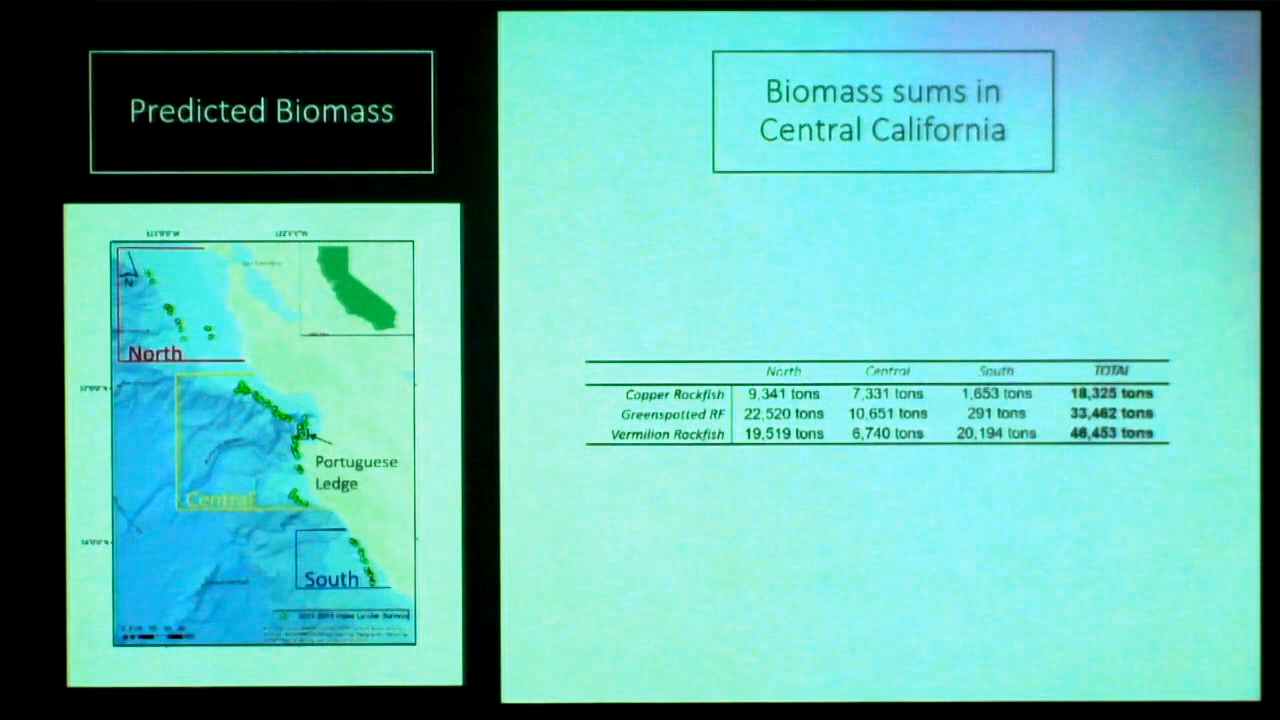 Predicted Biomass
N
North
Central
Portuguese
Ledge
South
Biomass sums in
Central California
North Central South TOTAL
Copper Rockfish 9,341 tons 7,331 tons 1,653 tons 18,325 tons
Greenspotted RF 22,520 tons 10,651 tons 291 tons 33,462 tons
Vermilion Rockfish 19,519 tons 6,740 tons 20,194 tons 46,453 tons